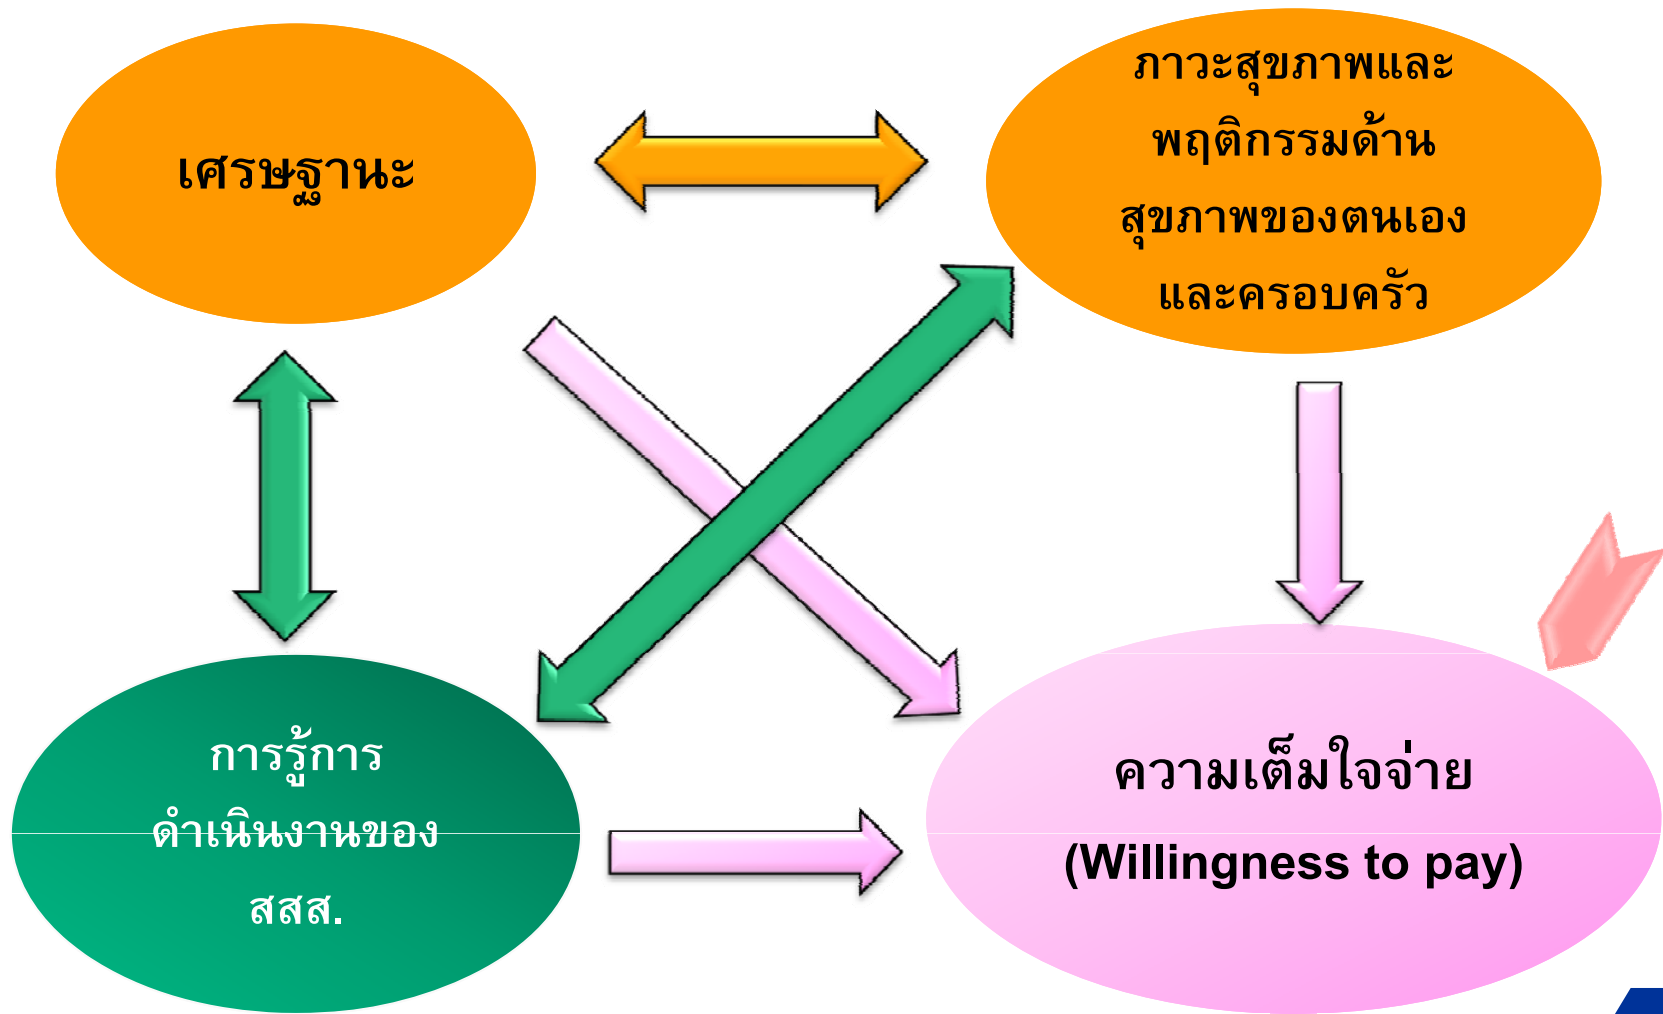 เศรษฐานะ
ภาวะสุขภาพและ
พฤติกรรมด้าน
สุขภาพของตนเอง
และครอบครัว
การรู้การ
ดำเนินงานของ
สสส.
ความเต็มใจจ่าย
(Willingness to pay)